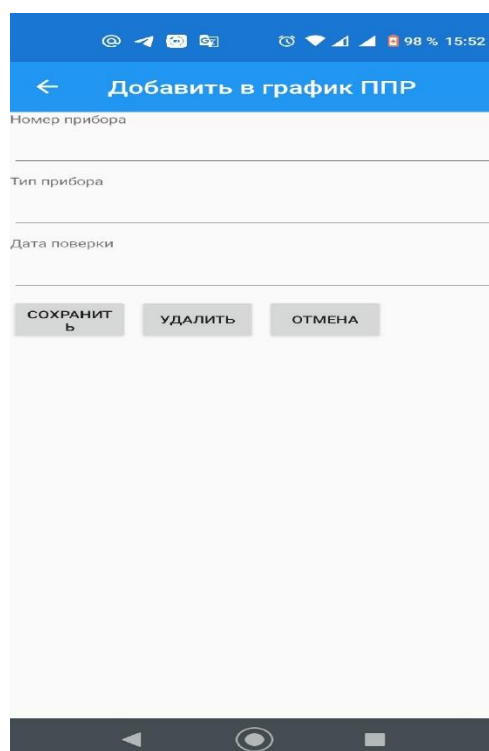 98 % 15:52
Добавить в график ППР
Номер прибора
Тип прибора
Дата поверки
СОХРАНИТ
Ь
УДАЛИТЬ
ОТМЕНА